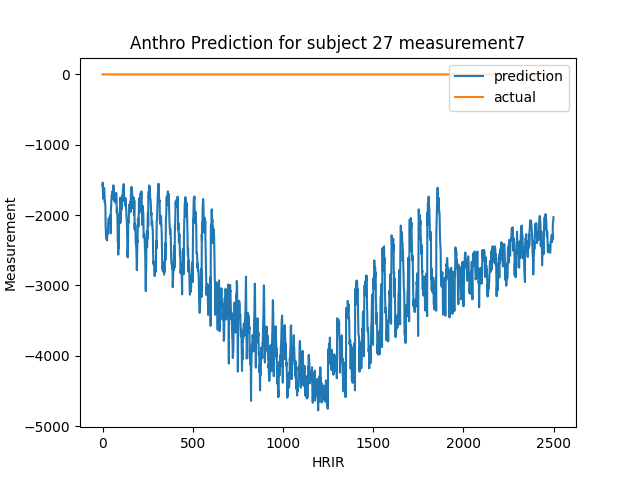 Anthro Prediction for subject 27 measurement7
prediction
actual
0
−1000
−2000
−3000
−4000
−5000
Measurement
0 500 1000 1500 2000 2500
HRIR